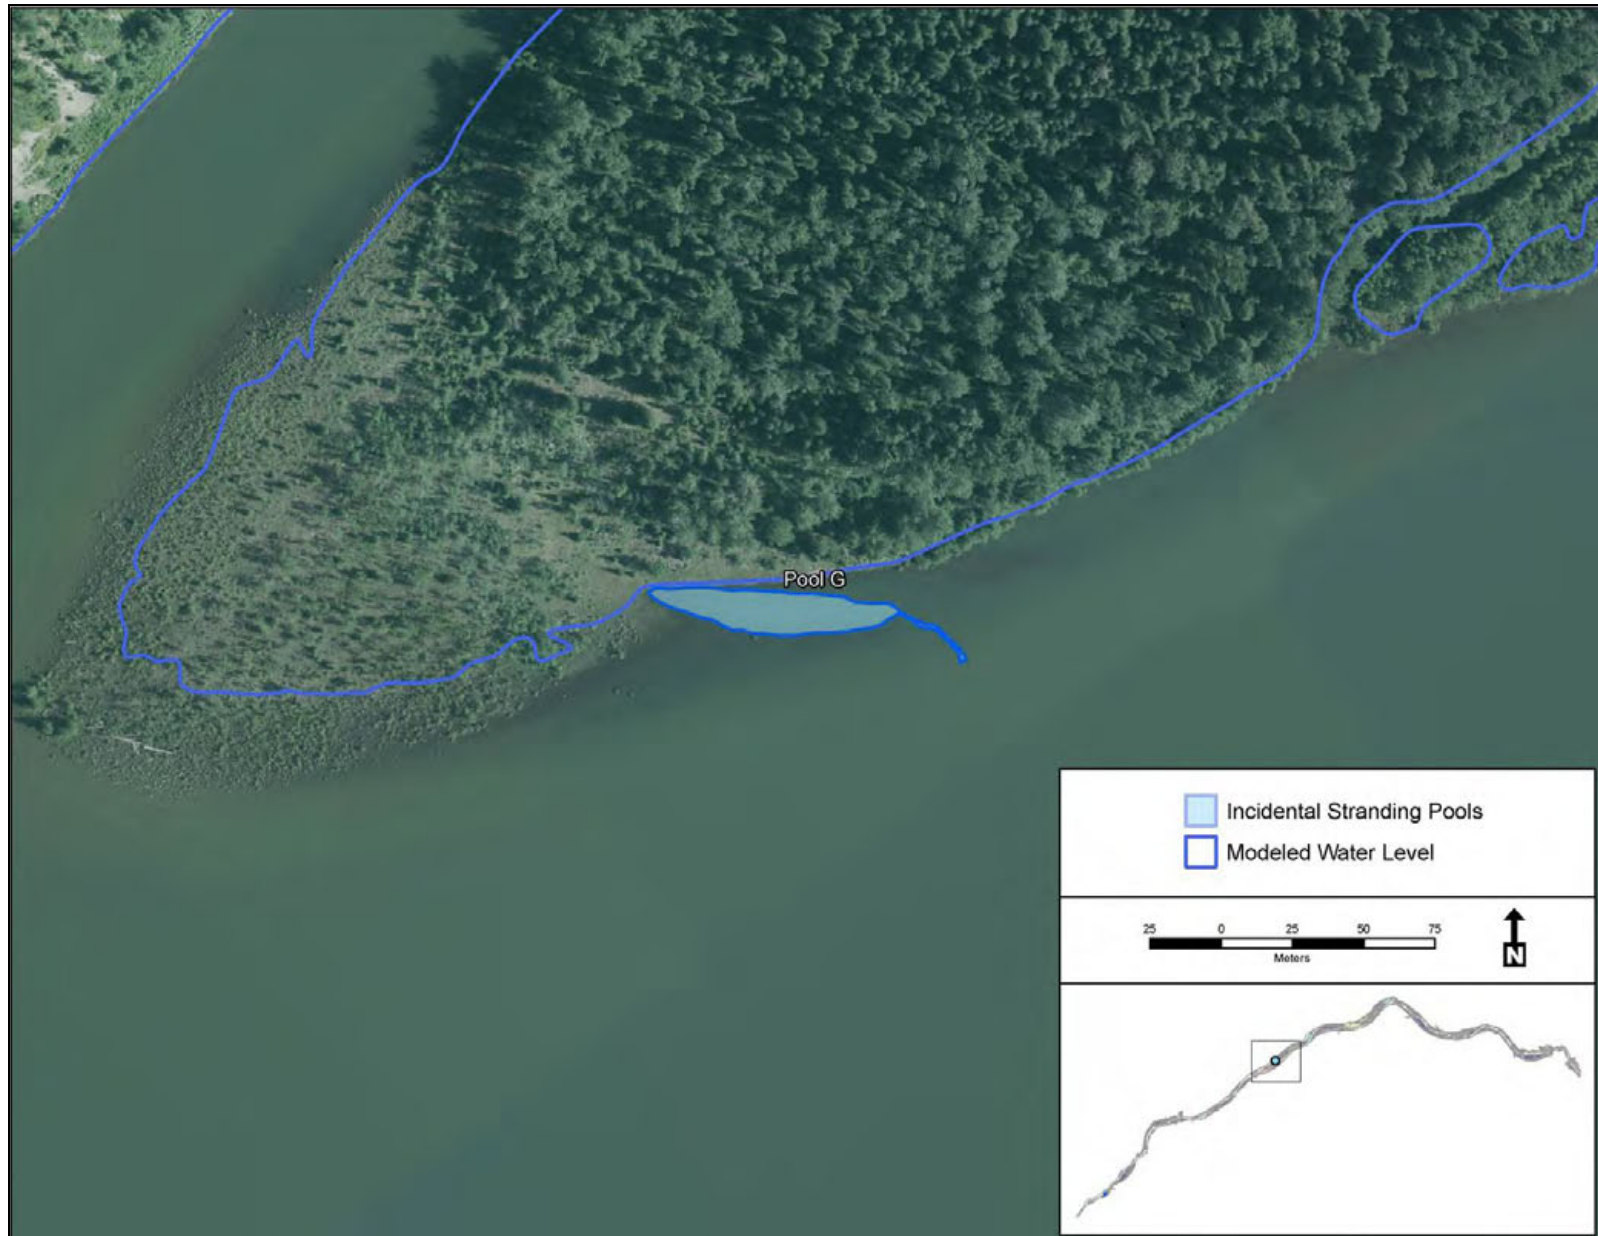 Pool G
Incidental Stranding Pools
Modeled Water Level
25 0 25 50 75
Meters
N